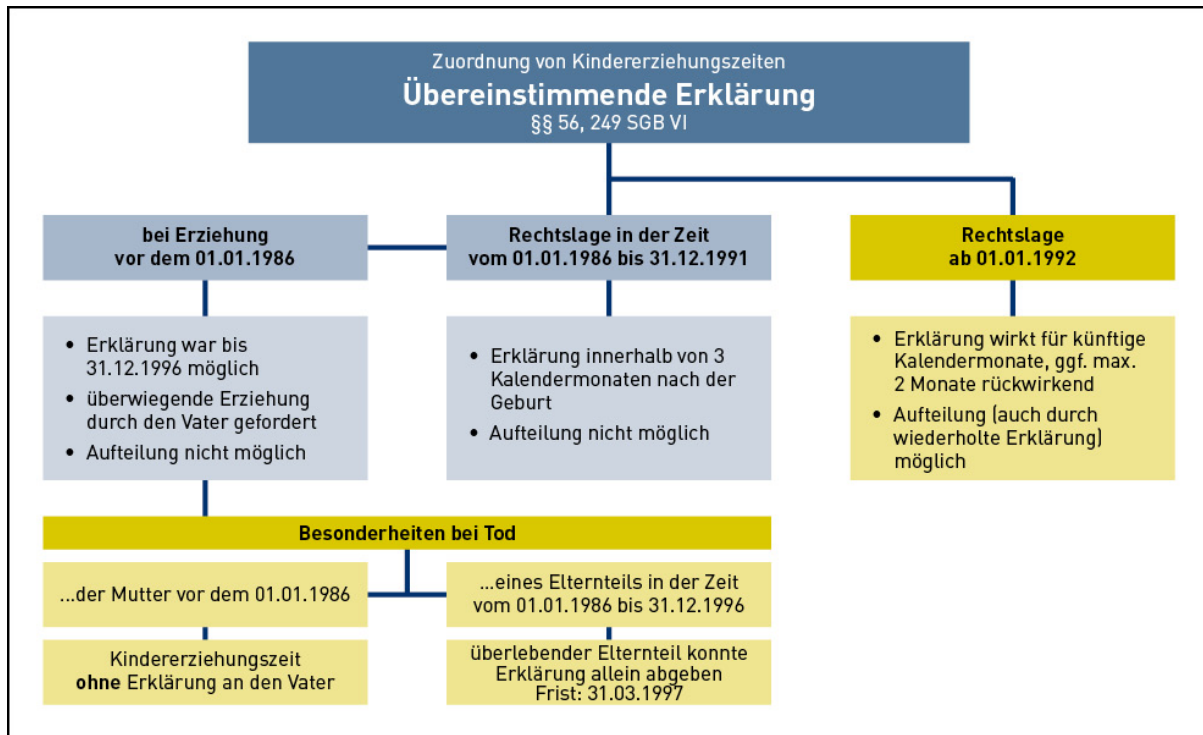 Zuordnung von Kindererziehungszeiten
Übereinstimmende Erklärung
§§ 56, 249 SGB VI
bei Erziehung
vor dem 01.01.1986
Rechtslage in der Zeit
vom 01.01.1986 bis 31.12.1991
Rechtslage
ab 01.01.1992
• Erklärung war bis
31.12.1996 möglich
• überwiegende Erziehung
durch den Vater gefordert
• Aufteilung nicht möglich
• Erklärung innerhalb von 3
Kalendermonaten nach der
Geburt
• Aufteilung nicht möglich
• Erklärung wirkt für künftige
Kalendermonate, ggf. max.
2 Monate rückwirkend
• Aufteilung (auch durch
wiederholte Erklärung)
möglich
Besonderheiten bei Tod
...der Mutter vor dem 01.01.1986
...eines Elternteils in der Zeit
vom 01.01.1986 bis 31.12.1996
Kindererziehungszeit
ohne Erklärung an den Vater
überlebender Elternteil konnte
Erklärung allein abgeben
Frist: 31.03.1997